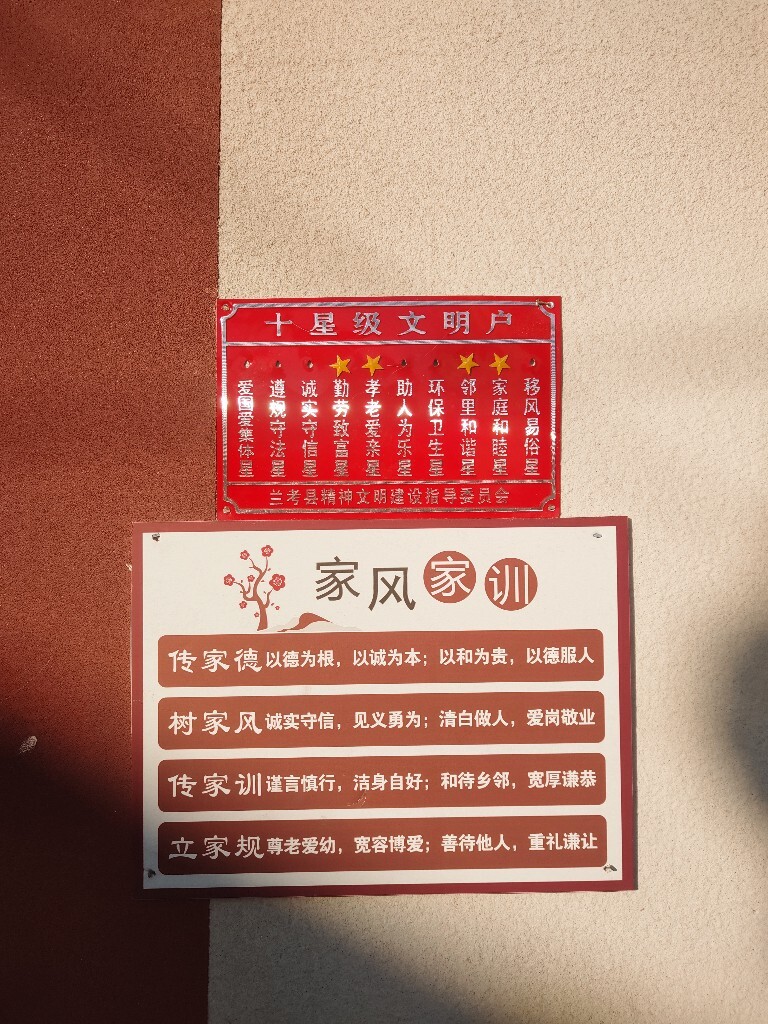 十星级文明户
爱国爱集体星
遵规守法星
诚实守信星
勤劳致富星
孝老爱亲星
助人为乐星
环保卫生星
邻里和谐星
家庭和睦星
移风易俗星
兰考县精神文明建设指导委员会
家风家训
传家德 以德为根，以诚为本；以和为贵，以德服人
树家风 诚实守信，见义勇为；清白做人，爱岗敬业
传家训 谨言慎行，洁身自好；和待乡邻，宽厚谦恭
立家规 尊老爱幼，宽容博爱；善待他人，重礼谦让